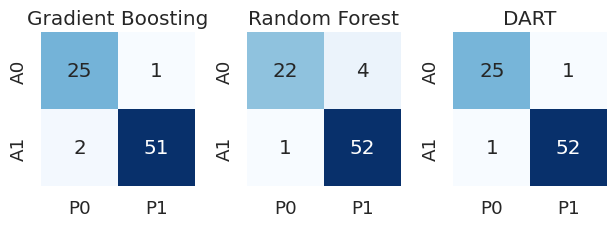 Gradient Boosting Random Forest DART
A0 25 1 A0 22 4 A0 25 1
A1 2 51 A1 1 52 A1 1 52
P0 P1 P0 P1 P0 P1